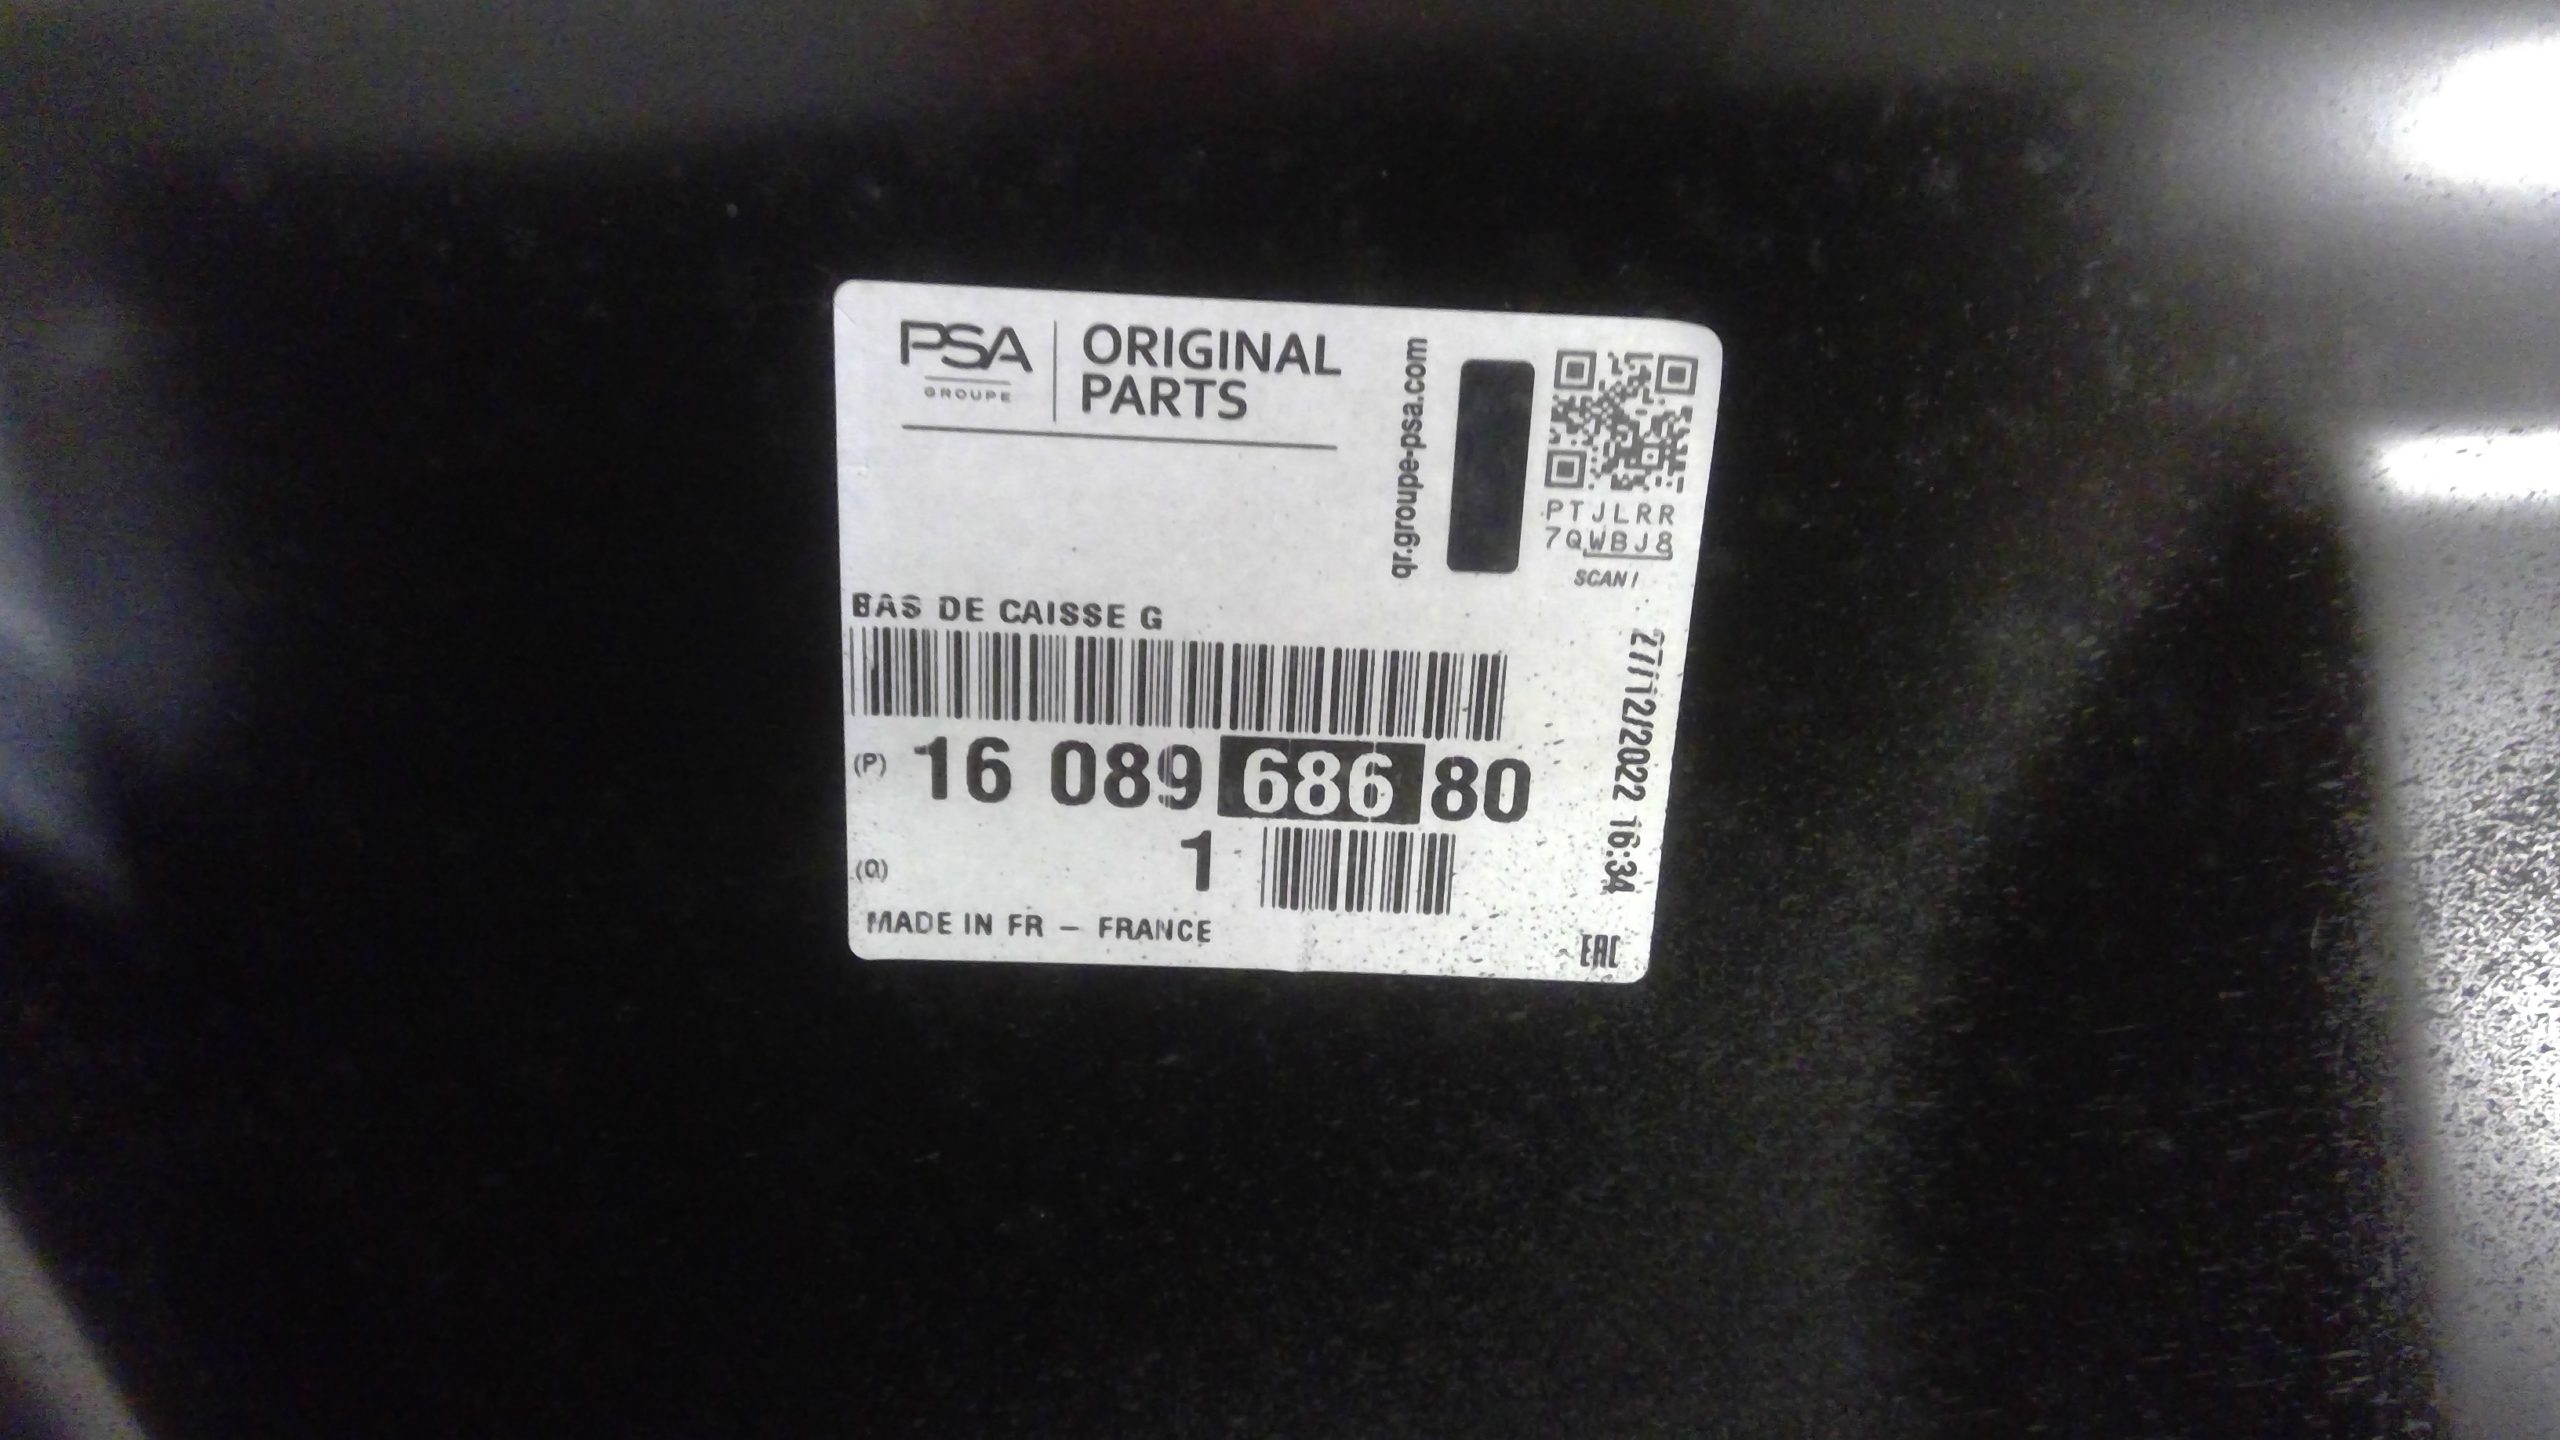 PSA
GROUPE
ORIGINAL
PARTS
qr.groupe-psa.com
PTJLRR
7QWBJ8
SCAN!
BAS DE CAISSE G
(P) 16 089 686 80
(Q) 1
27/12/2022 16:34
MADE IN FR - FRANCE
EAC